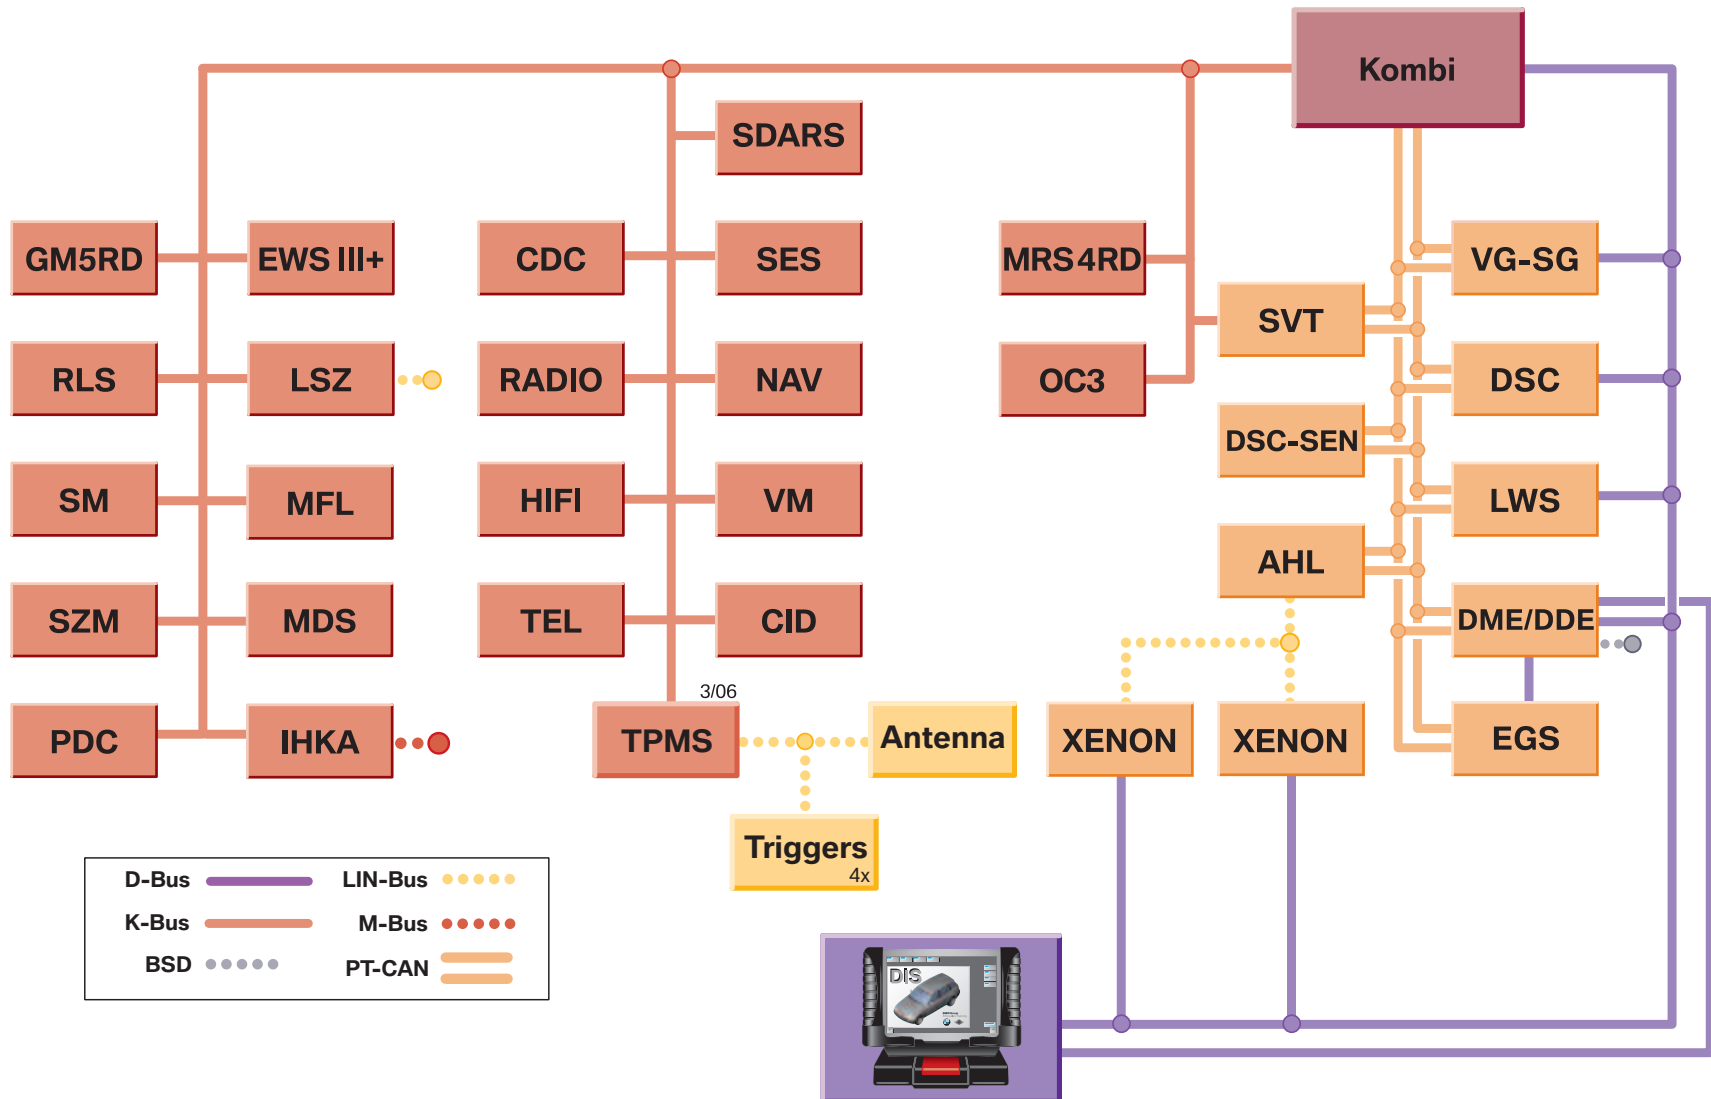 Kombi
SDARS
GM5RD
EWS III+
CDC
SES
MRS 4RD
VG-SG
SVT
RLS
LSZ
RADIO
NAV
OC3
DSC
DSC-SEN
SM
MFL
HIFI
VM
LWS
AHL
SZM
MDS
TEL
CID
DME/DDE
3/06
PDC
IHKA
TPMS
Antenna
XENON
XENON
EGS
Triggers
4x
D-Bus
LIN-Bus
K-Bus
M-Bus
BSD
PT-CAN
DIS